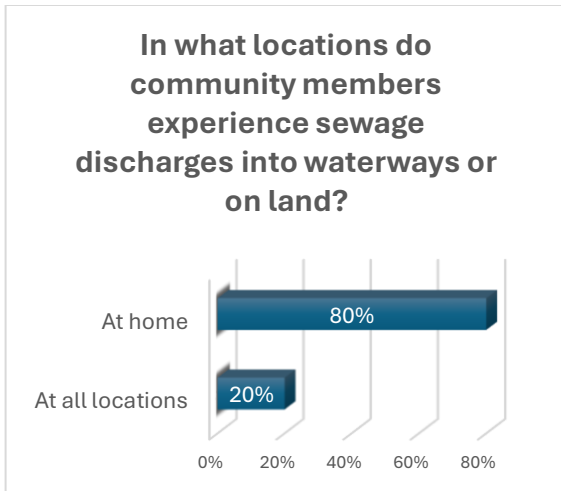 In what locations do
community members
experience sewage
discharges into waterways or
on land?
At home
80%
At all locations
20%
0% 20% 40% 60% 80%